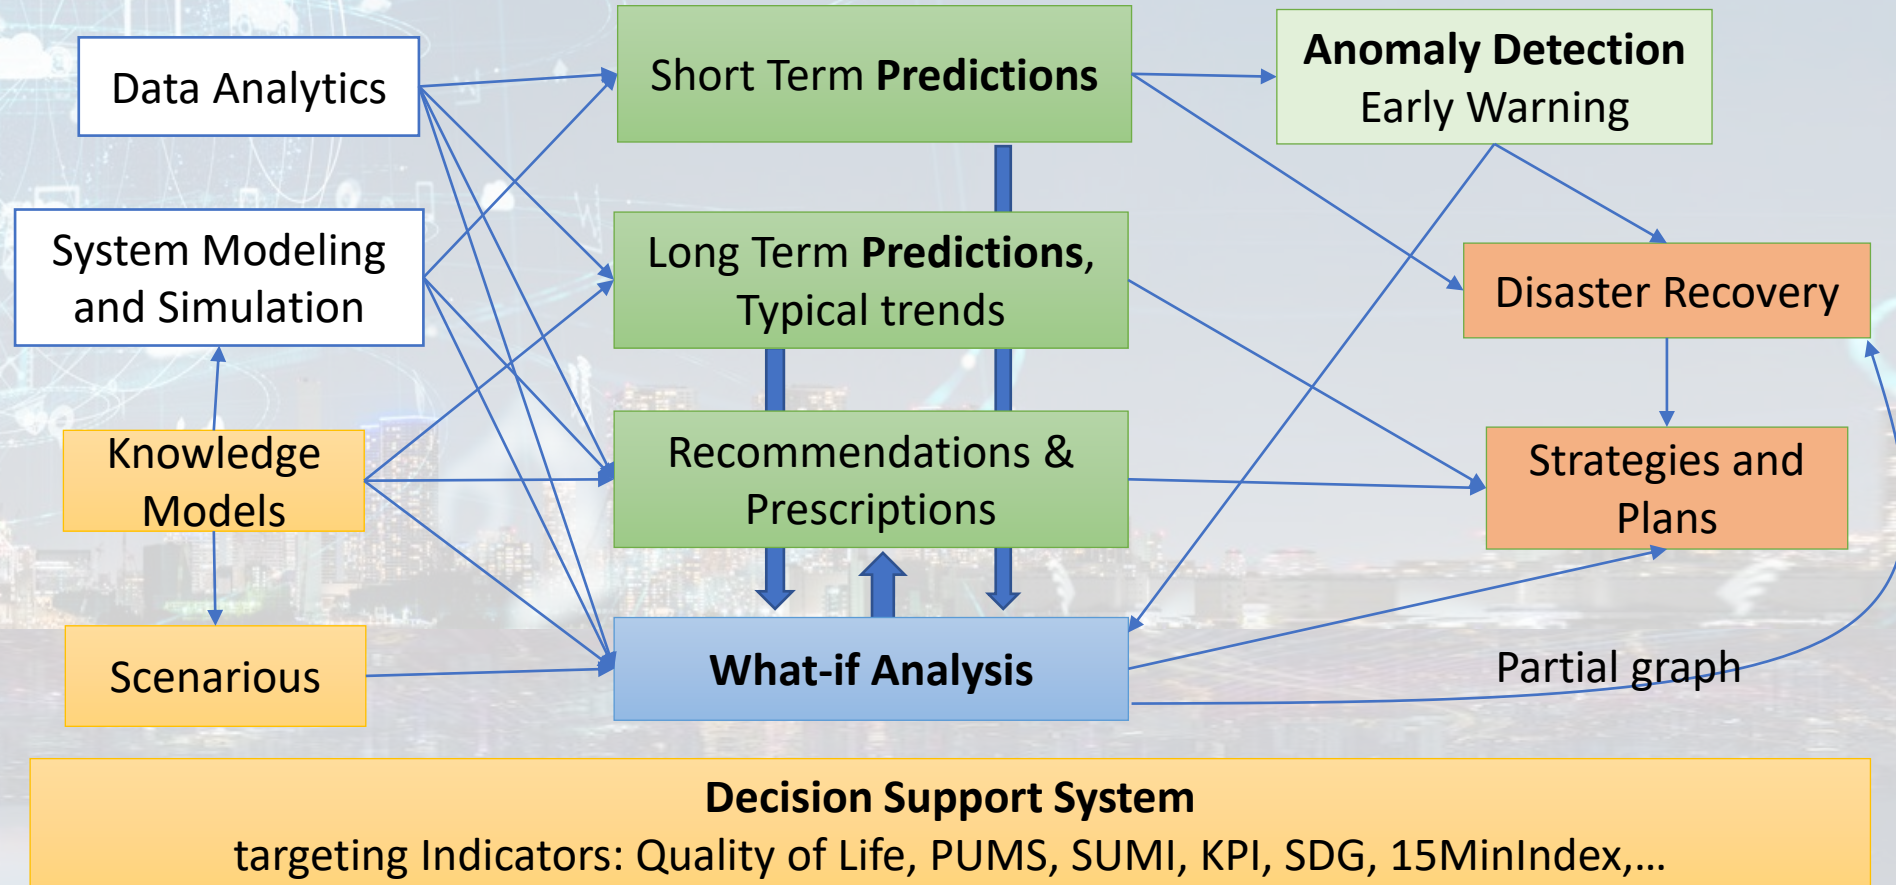 Data Analytics
Short Term Predictions
Anomaly Detection
Early Warning
System Modeling
and Simulation
Long Term Predictions,
Typical trends
Disaster Recovery
Knowledge
Models
Recommendations &
Prescriptions
Strategies and
Plans
Scenarious
What-if Analysis
Partial graph
Decision Support System
targeting Indicators: Quality of Life, PUMS, SUMI, KPI, SDG, 15MinIndex,...